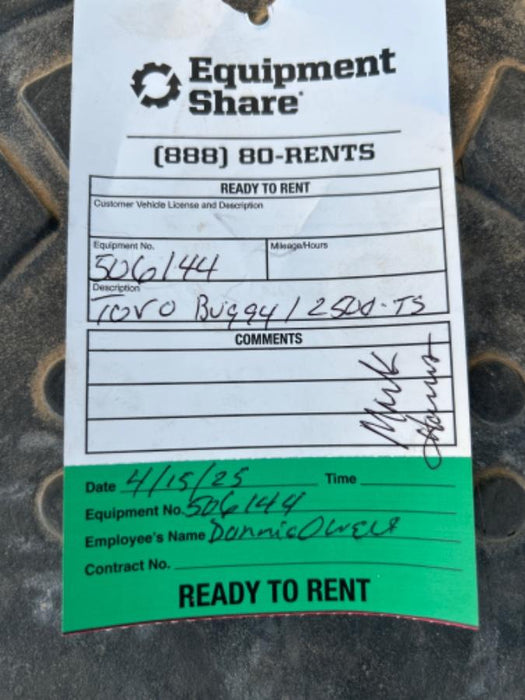 Equipment
Share
(888) 80-RENTS
READY TO RENT
Customer Vehicle License and Description
Equipment No. Mileage/Hours
506144
Description
Toro Buggy / 2500-TS
COMMENTS
Mark
Date 4/15/25 Time
Equipment No. 506144
Employee's Name Dannie
Contract No.
READY TO RENT